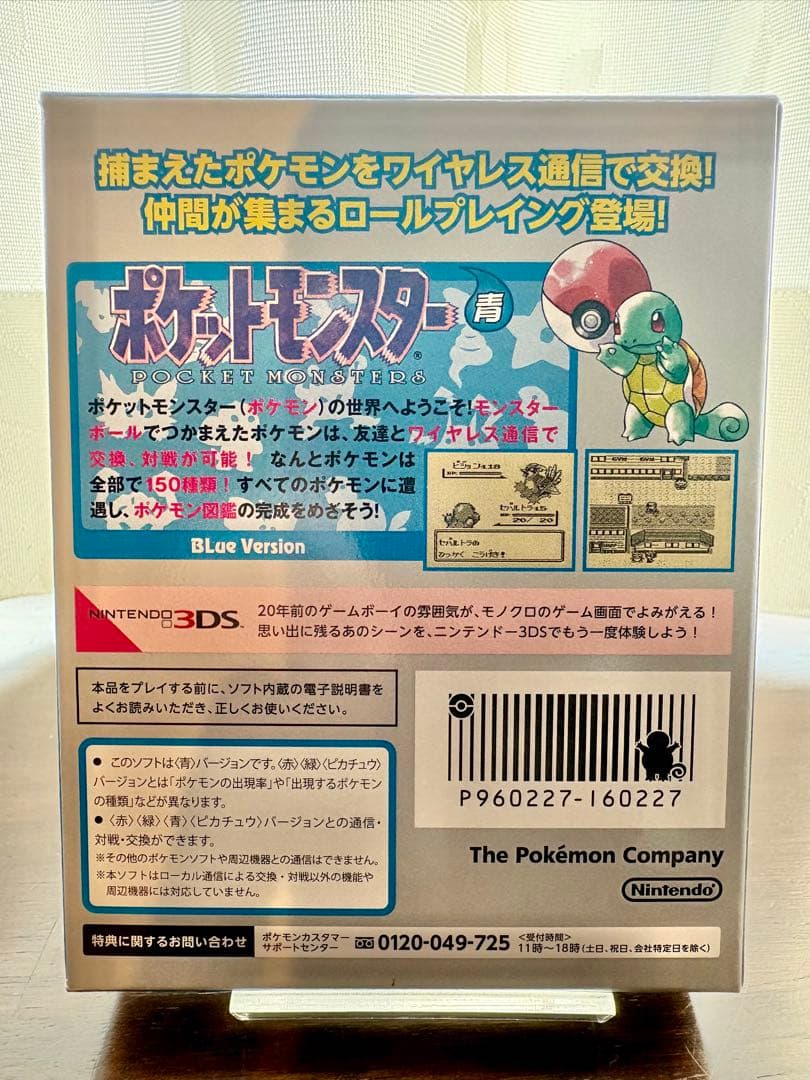 捕まえたポケモンをワイヤレス通信で交換!
仲間が集まるロールプレイング登場!
ポケットモンスター 青
POCKET MONSTERS
ポケットモンスター(ポケモン)の世界へようこそ!モンスター
ボールでつかまえたポケモンは、友達とワイヤレス通信で
交換、対戦が可能! なんとポケモンは
全部で150種類! すべてのポケモンに遭
遇し、ポケモン図鑑の完成をめざそう!
BLue Version
20/20
ひっかく こうげき!
GYM
NINTENDO3DS
20年前のゲームボーイの雰囲気が、モノクロのゲーム画面でよみがえる!
思い出に残るあのシーンを、ニンテンドー3DSでもう一度体験しよう!
本品をプレイする前に、ソフト内蔵の電子説明書を
よくお読みいただき、正しくお使いください。
● このソフトは〈青〉バージョンです。〈赤〉〈緑〉〈ピカチュウ〉
バージョンとは「ポケモンの出現率」や「出現するポケモン
の種類」などが異なります。
● 〈赤〉〈緑〉〈青〉〈ピカチュウ〉バージョンとの通信・
対戦・交換ができます。
※その他のポケモンソフトや周辺機器との通信はできません。
※本ソフトはローカル通信による交換・対戦以外の機能や
周辺機器には対応していません。
P960227-160227
The Pokémon Company
Nintendo
特典に関するお問い合わせ
ポケモンカスタマー
サポートセンター
0120-049-725
<受付時間>
11時〜18時(土日、祝日、会社特定日を除く)